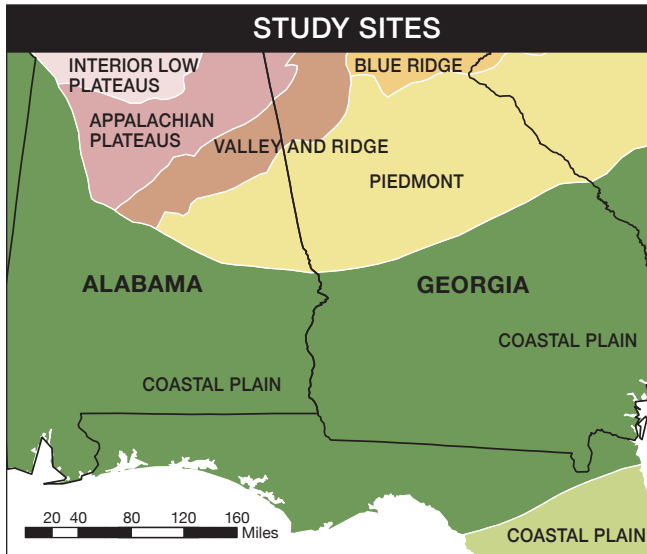 STUDY SITES
INTERIOR LOW
PLATEAUS
BLUE RIDGE
APPALACHIAN
PLATEAUS
VALLEY AND RIDGE
PIEDMONT
ALABAMA
GEORGIA
COASTAL PLAIN
COASTAL PLAIN
20 40 80 120 160
Miles
COASTAL PLAIN